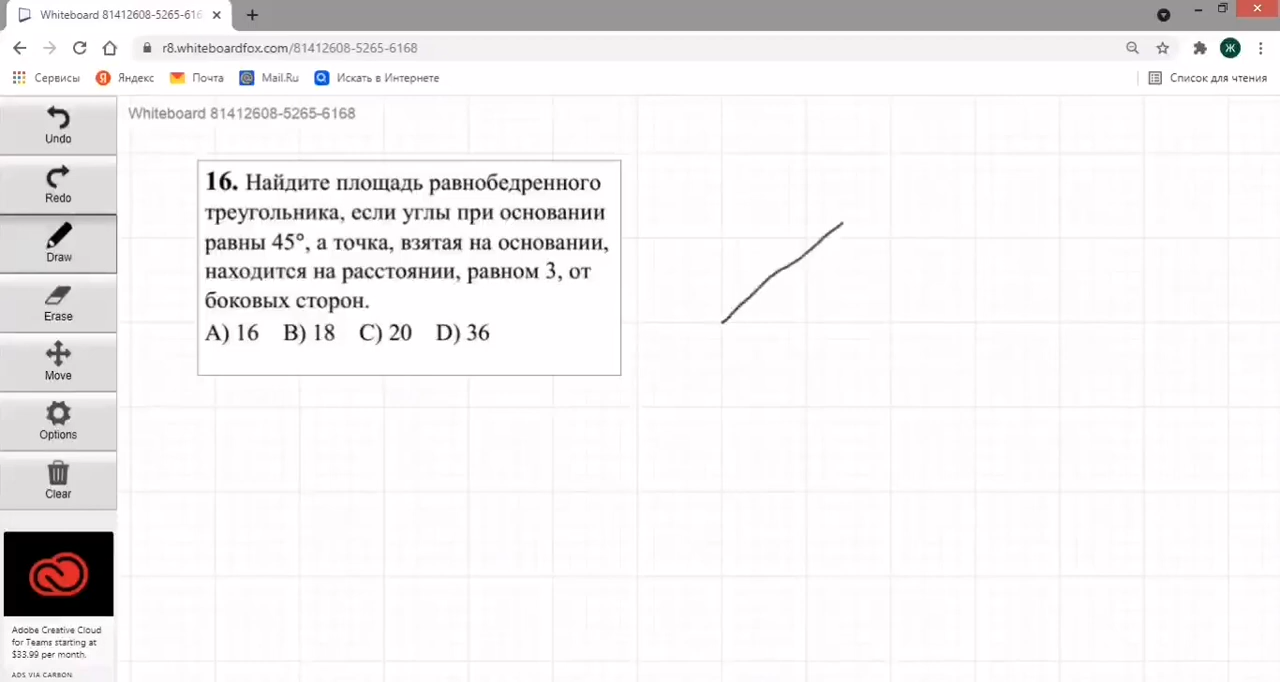 Whiteboard 81412608-5265-616
r8.whiteboardfox.com/81412608-5265-6168
Ж
Сервисы Яндекс Почта Mail.Ru Искать в Интернете Список для чтения
Undo
Redo
Draw
Erase
Move
Options
Clear
Adobe Creative Cloud
for Teams starting at
$33.99 per month.
ADS VIA CARBON
Whiteboard 81412608-5265-6168
16. Найдите площадь равнобедренного
треугольника, если углы при основании
равны 45°, а точка, взятая на основании,
находится на расстоянии, равном 3, от
боковых сторон.
A) 16 B) 18 C) 20 D) 36